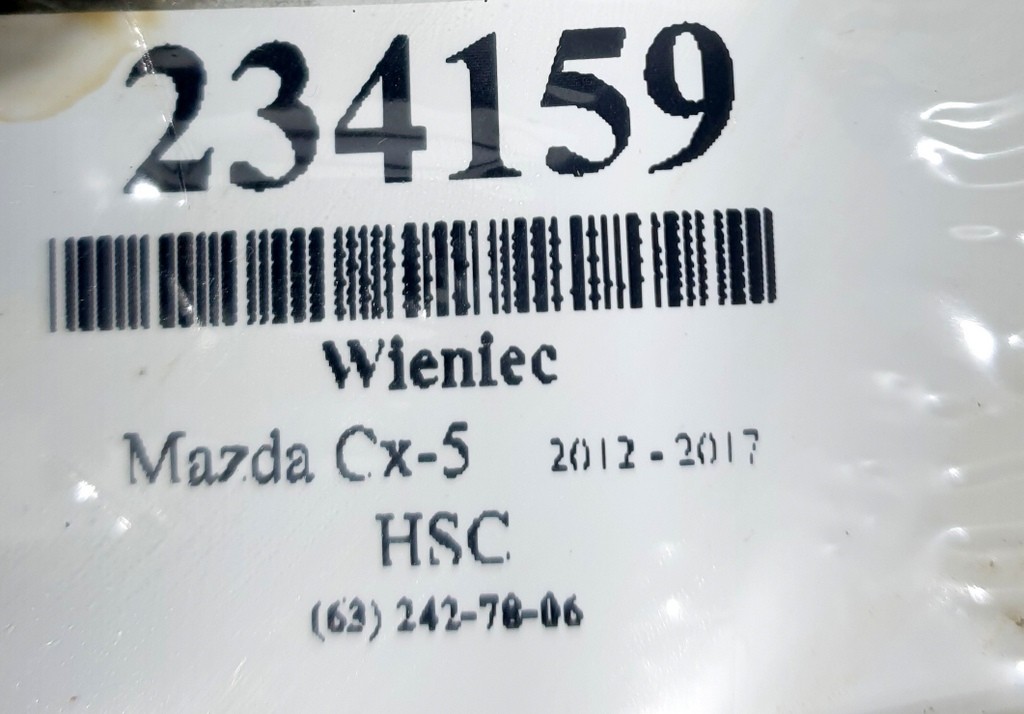 234159
Wieniec
Mazda Cx-5 2012 - 2017
HSC
(63) 242-78-06